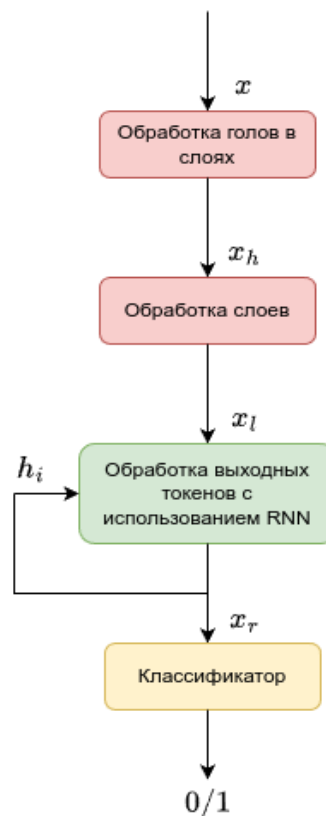 x
Обработка голов в
слоях
x_h
Обработка слоев
x_l
h_i
Обработка выходных
токенов с
использованием RNN
x_r
Классификатор
0/1